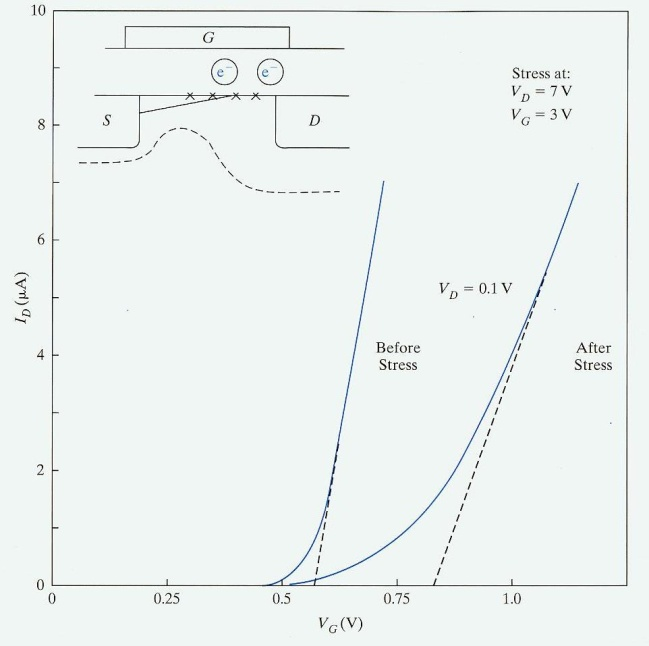 10
8
6
4
2
0
I_D (μA)
G
e⁻ e⁻
S
D
Stress at:
V_D = 7 V
V_G = 3 V
V_D = 0.1 V
Before
Stress
After
Stress
0 0.25 0.5 0.75 1.0
V_G (V)